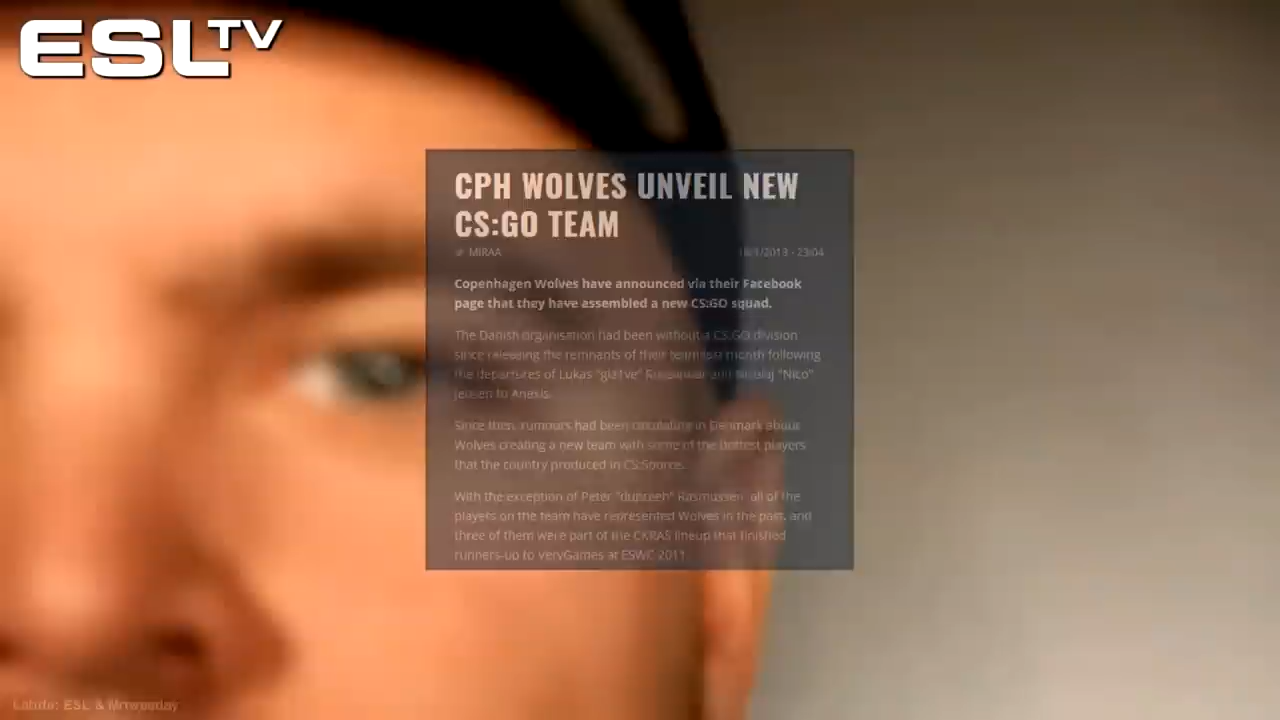 ESL TV
CPH WOLVES UNVEIL NEW
CS:GO TEAM
MIRAA
2013 - 23:04
Copenhagen Wolves have announced via their Facebook
page that they have assembled a new CS:GO squad.
The Danish organisation had been without a CS:GO division
since releasing the remnants of their team last month following
the departures of Lukas "gla1ve" Rossander and Nicolaj "Nico"
Jensen to Anexis.
Since then, rumours had been circulating in Denmark about
Wolves creating a new team with some of the hottest players
that the country produced in CS:Source.
With the exception of Peter "dupreeh" Rasmussen, all of the
players on the team have represented Wolves in the past, and
three of them were part of the CKRAS lineup that finished
runners-up to VeryGames at ESWC 2011.
ESL &